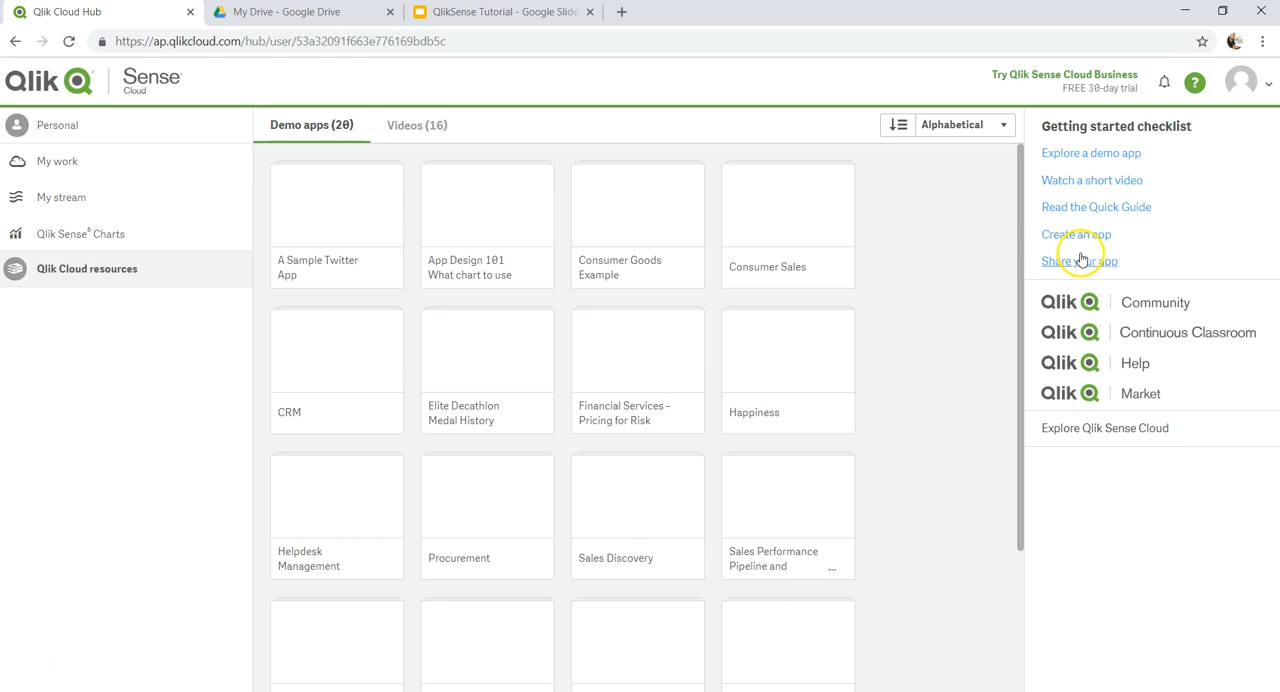 Qlik Cloud Hub
My Drive - Google Drive
QlikSense Tutorial - Google Slide
https://ap.qlikcloud.com/hub/user/53a32091f663e776169bdb5c
Qlik
Sense
Cloud
Try Qlik Sense Cloud Business
FREE 30-day trial
?
Personal
My work
My stream
Qlik Sense® Charts
Qlik Cloud resources
Demo apps (20)
Videos (16)
Alphabetical
A Sample Twitter
App
App Design 101
What chart to use
Consumer Goods
Example
Consumer Sales
CRM
Elite Decathlon
Medal History
Financial Services –
Pricing for Risk
Happiness
Helpdesk
Management
Procurement
Sales Discovery
Sales Performance
Pipeline and ...
Getting started checklist
Explore a demo app
Watch a short video
Read the Quick Guide
Create an app
Share your app
Qlik Community
Qlik Continuous Classroom
Qlik Help
Qlik Market
Explore Qlik Sense Cloud